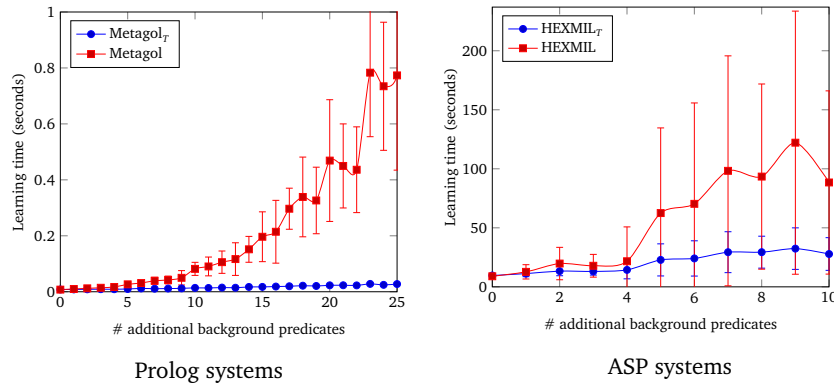 Metagol_T
Metagol
1
0.8
0.6
0.4
0.2
0
0 5 10 15 20 25
Learning time (seconds)
# additional background predicates
Prolog systems
HEXMIL_T
HEXMIL
200
150
100
50
0
0 2 4 6 8 10
Learning time (seconds)
# additional background predicates
ASP systems